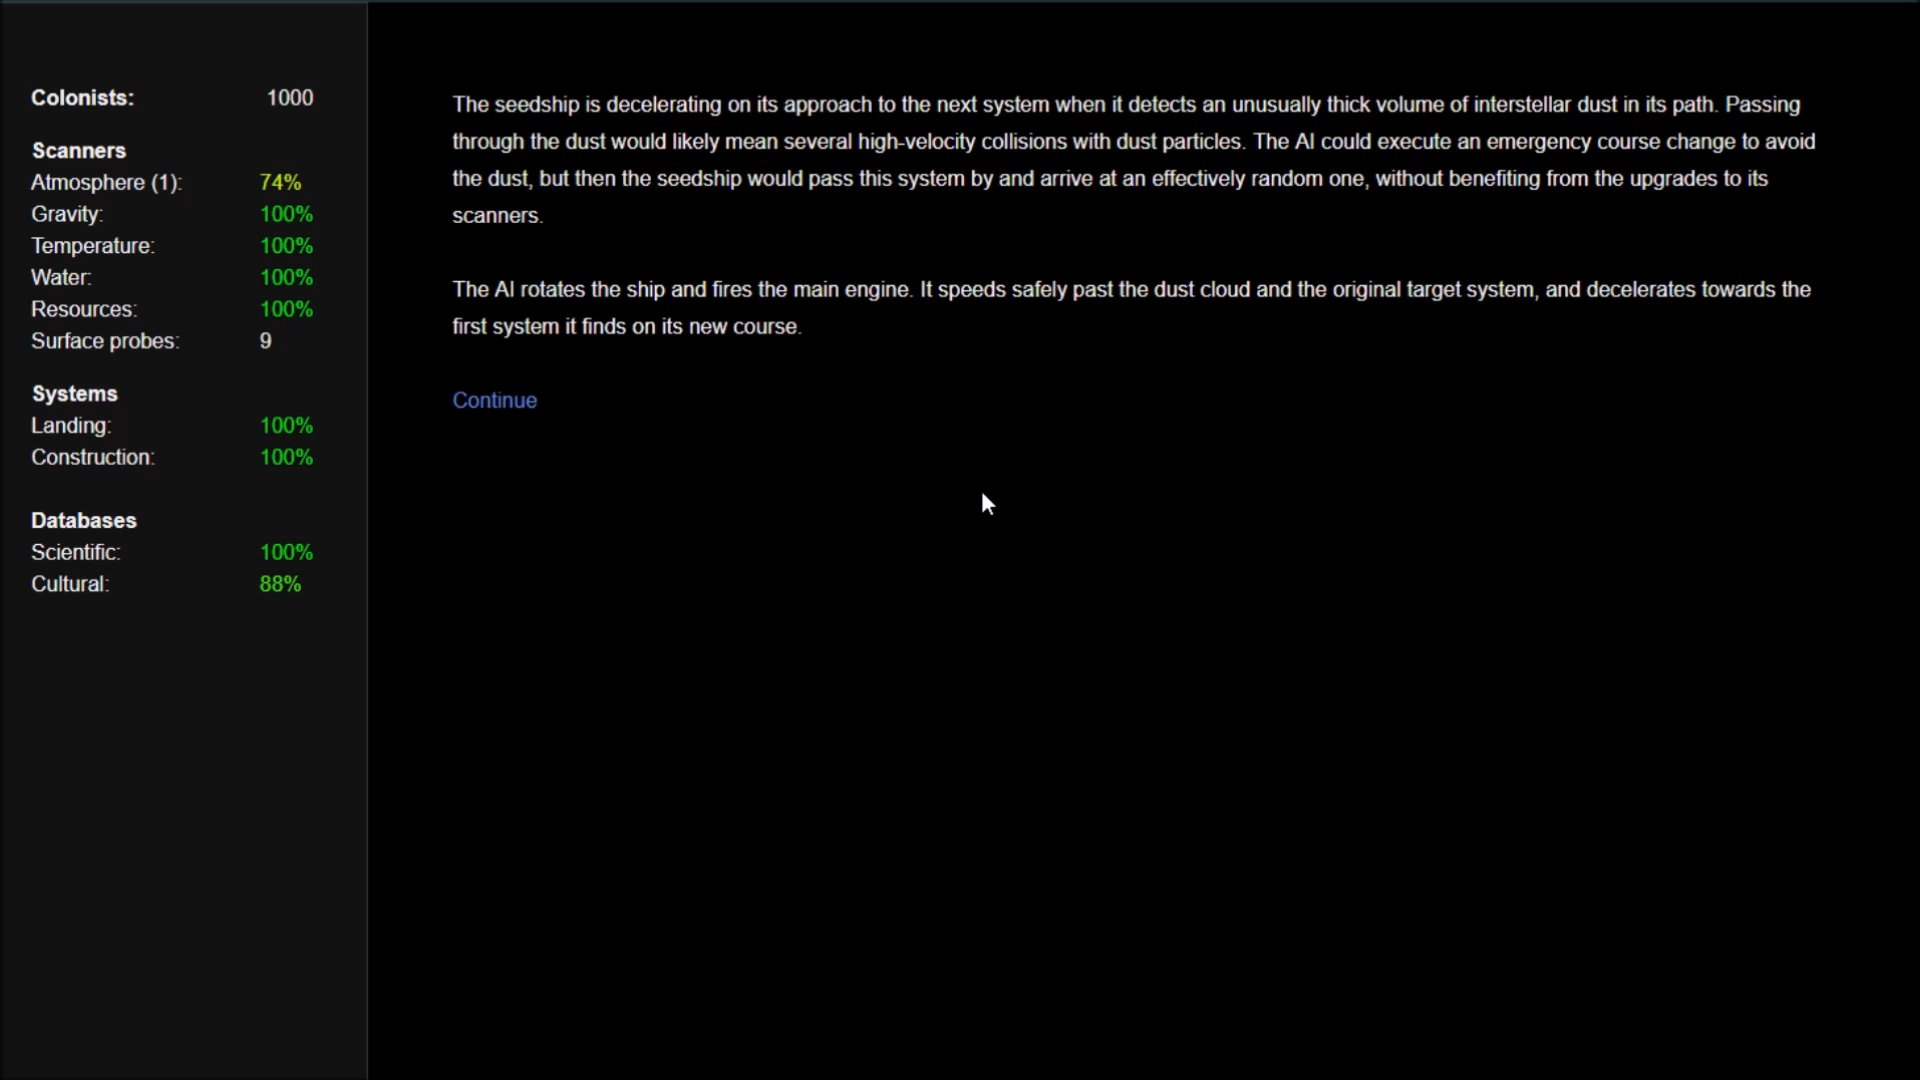 Colonists: 1000
Scanners
Atmosphere (1): 74%
Gravity: 100%
Temperature: 100%
Water: 100%
Resources: 100%
Surface probes: 9
Systems
Landing: 100%
Construction: 100%
Databases
Scientific: 100%
Cultural: 88%
The seedship is decelerating on its approach to the next system when it detects an unusually thick volume of interstellar dust in its path. Passing
through the dust would likely mean several high-velocity collisions with dust particles. The AI could execute an emergency course change to avoid
the dust, but then the seedship would pass this system by and arrive at an effectively random one, without benefiting from the upgrades to its
scanners.
The AI rotates the ship and fires the main engine. It speeds safely past the dust cloud and the original target system, and decelerates towards the
first system it finds on its new course.
Continue